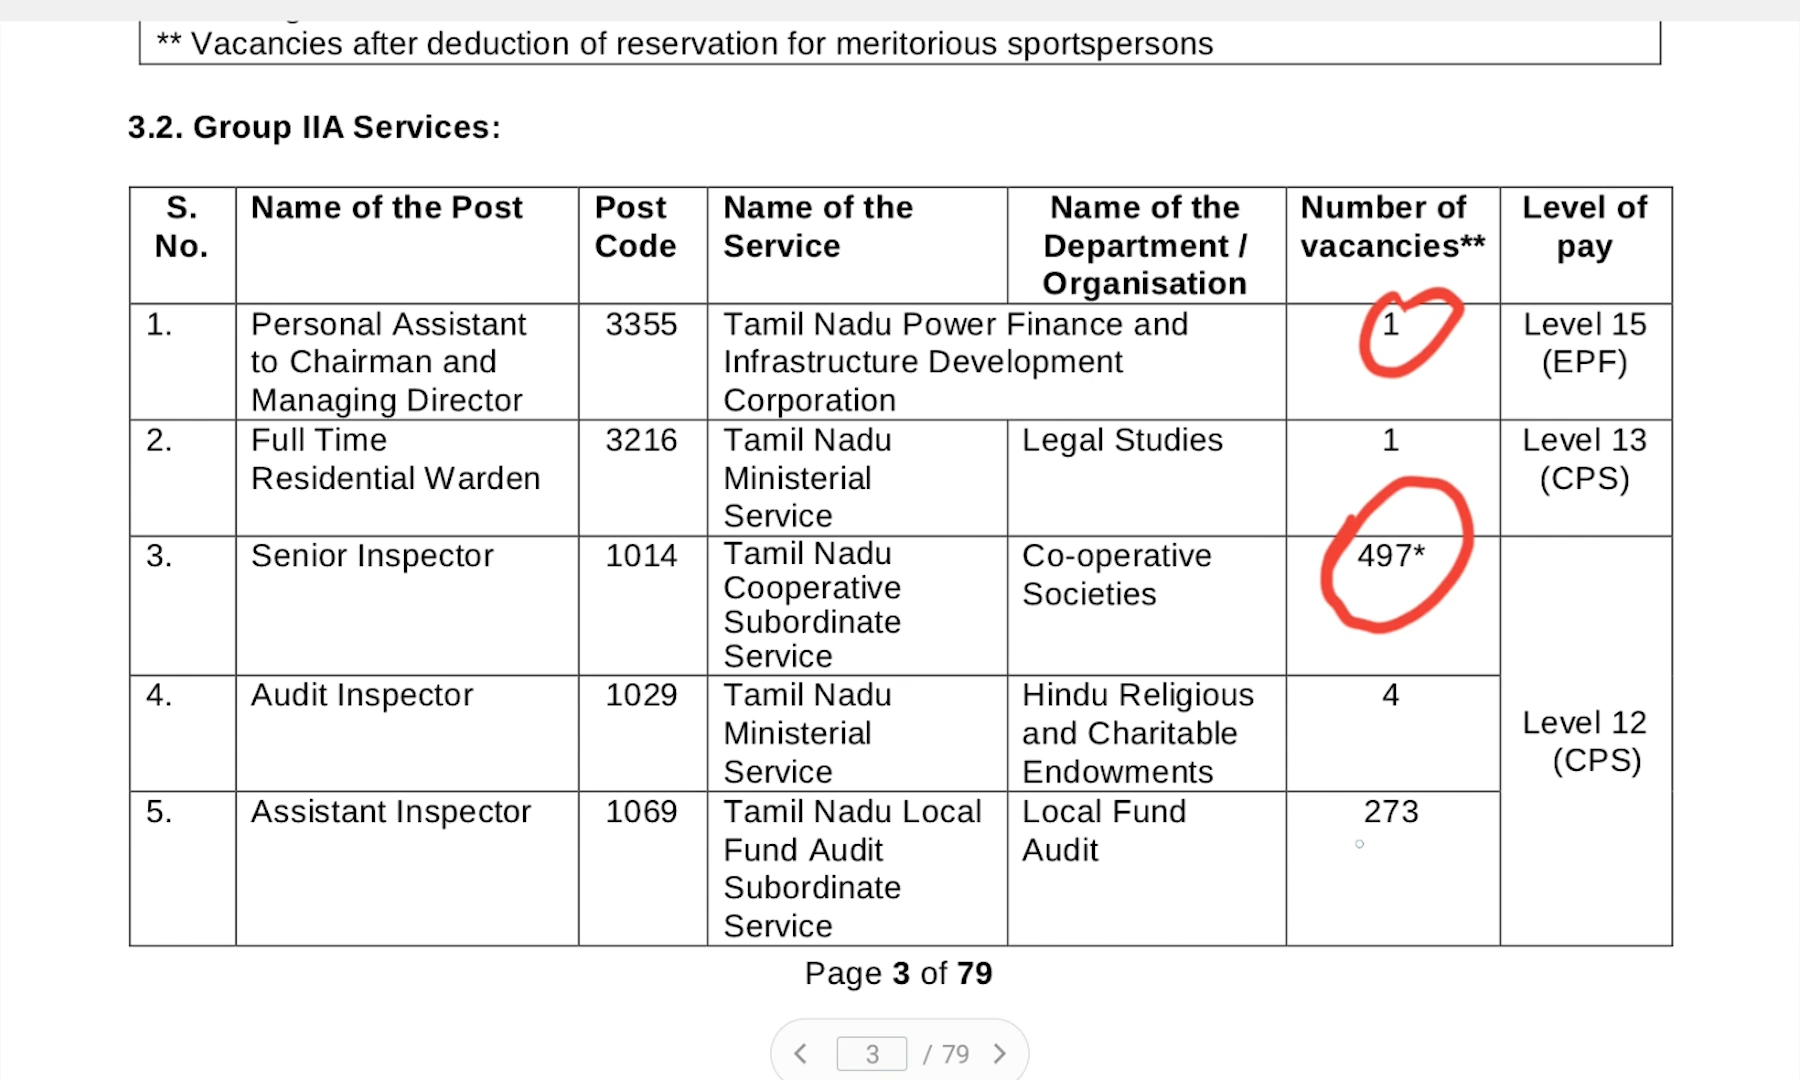 ** Vacancies after deduction of reservation for meritorious sportspersons
3.2. Group IIA Services:
S. No. Name of the Post Post Code Name of the Service Name of the Department / Organisation Number of vacancies** Level of pay
1. Personal Assistant to Chairman and Managing Director 3355 Tamil Nadu Power Finance and Infrastructure Development Corporation 1 Level 15 (EPF)
2. Full Time Residential Warden 3216 Tamil Nadu Ministerial Service Legal Studies 1 Level 13 (CPS)
3. Senior Inspector 1014 Tamil Nadu Cooperative Subordinate Service Co-operative Societies 497* Level 12 (CPS)
4. Audit Inspector 1029 Tamil Nadu Ministerial Service Hindu Religious and Charitable Endowments 4
5. Assistant Inspector 1069 Tamil Nadu Local Fund Audit Subordinate Service Local Fund Audit 273
Page 3 of 79
3 / 79